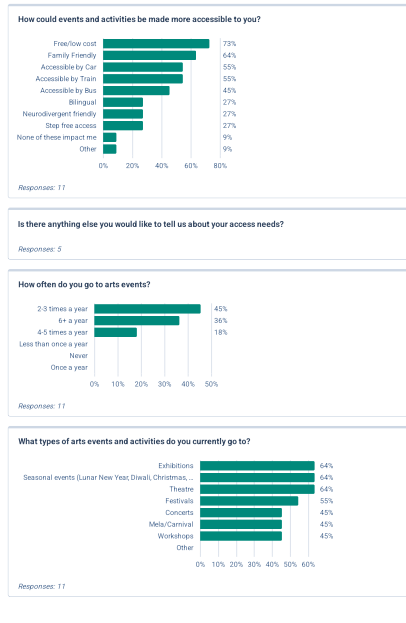 How could events and activities be made more accessible to you?
Free/low cost 73%
Family Friendly 64%
Accessible by Car 55%
Accessible by Train 55%
Accessible by Bus 45%
Bilingual 27%
Neurodivergent friendly 27%
Step free access 27%
None of these impact me 9%
Other 9%
0% 20% 40% 60% 80%
Responses: 11
Is there anything else you would like to tell us about your access needs?
Responses: 5
How often do you go to arts events?
2-3 times a year 45%
6+ a year 36%
4-5 times a year 18%
Less than once a year
Never
Once a year
0% 10% 20% 30% 40% 50%
Responses: 11
What types of arts events and activities do you currently go to?
Exhibitions 64%
Seasonal events (Lunar New Year, Diwali, Christmas, ... 64%
Theatre 64%
Festivals 55%
Concerts 45%
Mela/Carnival 45%
Workshops 45%
Other
0% 10% 20% 30% 40% 50% 60%
Responses: 11